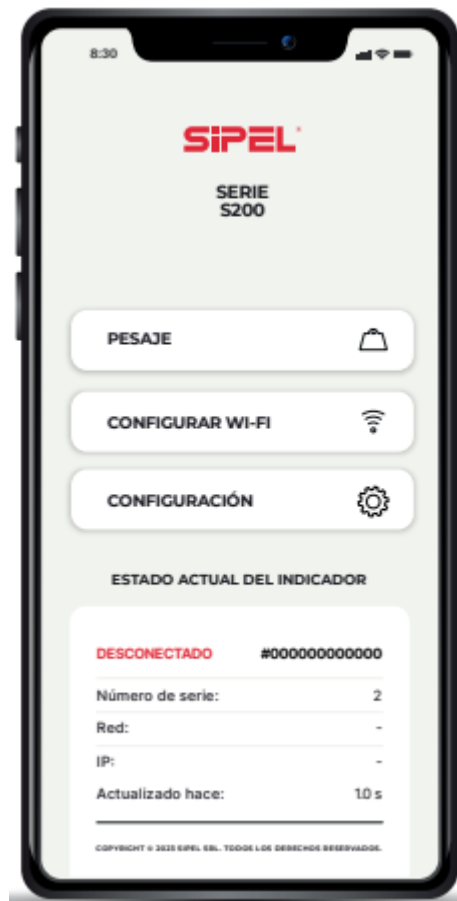 8:30
SIPEL
SERIE
S200
PESAJE
CONFIGURAR WI-FI
CONFIGURACIÓN
ESTADO ACTUAL DEL INDICADOR
DESCONECTADO #000000000000
Número de serie: 2
Red: -
IP: -
Actualizado hace: 1.0 s
COPYRIGHT © 2025 SIPEL SRL. TODOS LOS DERECHOS RESERVADOS.